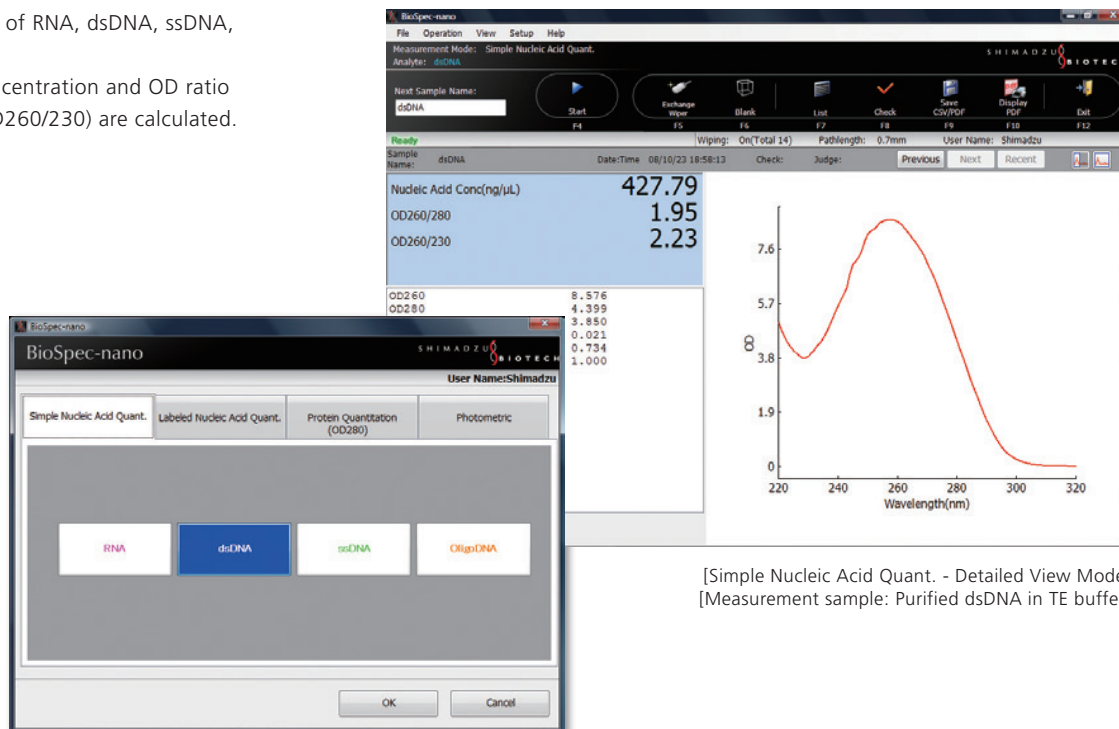 of RNA, dsDNA, ssDNA,
centration and OD ratio
260/230) are calculated.
BioSpec-nano
File Operation View Setup Help
Measurement Mode: Simple Nucleic Acid Quant.
Analyte: dsDNA
SHIMADZU
BIOTECH
Next Sample Name:
dsDNA
Start
Exchange Wiper
Blank
List
Check
Save CSV/PDF
Display PDF
Exit
F4 F5 F6 F7 F8 F9 F10 F12
Ready Wiping: On(Total 14) Pathlength: 0.7mm User Name: Shimadzu
Sample Name: dsDNA Date:Time 08/10/23 18:58:13 Check: Judge: Previous Next Recent
Nucleic Acid Conc(ng/µL) 427.79
OD260/280 1.95
OD260/230 2.23
OD260 8.576
OD280 4.399
3.850
0.021
0.734
1.000
7.6
5.7
3.8
1.9
0
OD
220 240 260 280 300 320
Wavelength(nm)
BioSpec-nano
BioSpec-nano
SHIMADZU BIOTECH
User Name:Shimadzu
Simple Nucleic Acid Quant. Labeled Nucleic Acid Quant. Protein Quantitation (OD280) Photometric
RNA dsDNA ssDNA OligoDNA
OK Cancel
[Simple Nucleic Acid Quant. - Detailed View Mode
[Measurement sample: Purified dsDNA in TE buffe